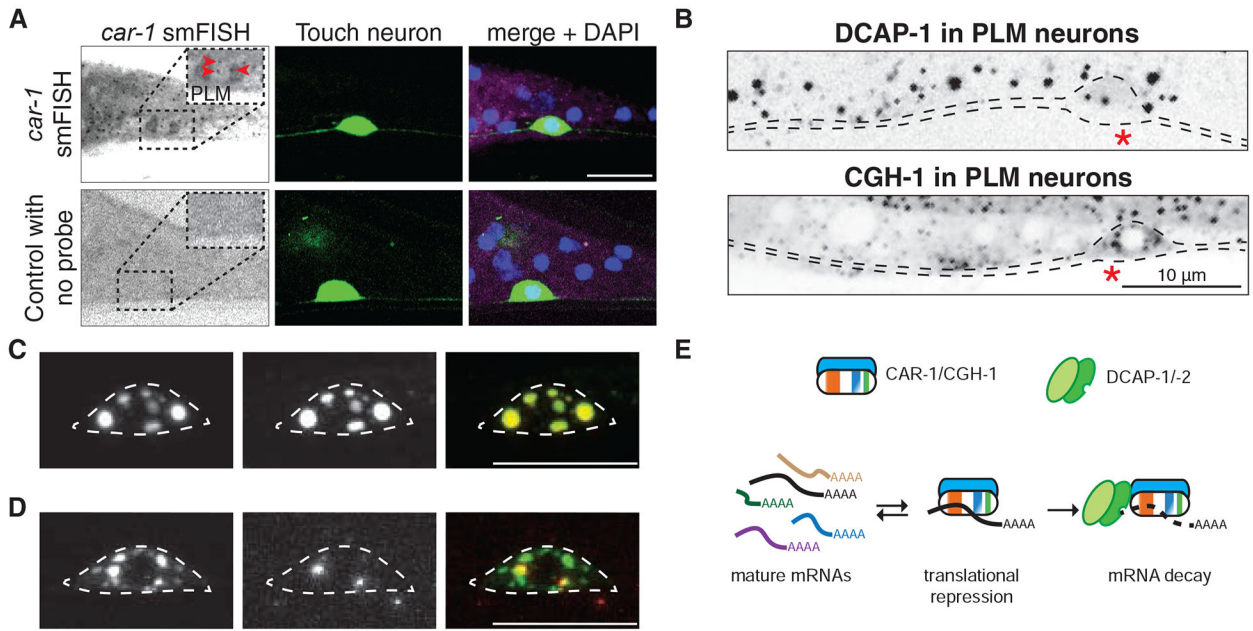 A
car-1 smFISH
Touch neuron
merge + DAPI
car-1
smFISH
PLM
Control with
no probe
B
DCAP-1 in PLM neurons
*
CGH-1 in PLM neurons
*
10 µm
C
D
E
CAR-1/CGH-1
DCAP-1/-2
AAAA
AAAA
AAAA
AAAA
AAAA
AAAA
AAAA
mature mRNAs
translational
repression
mRNA decay